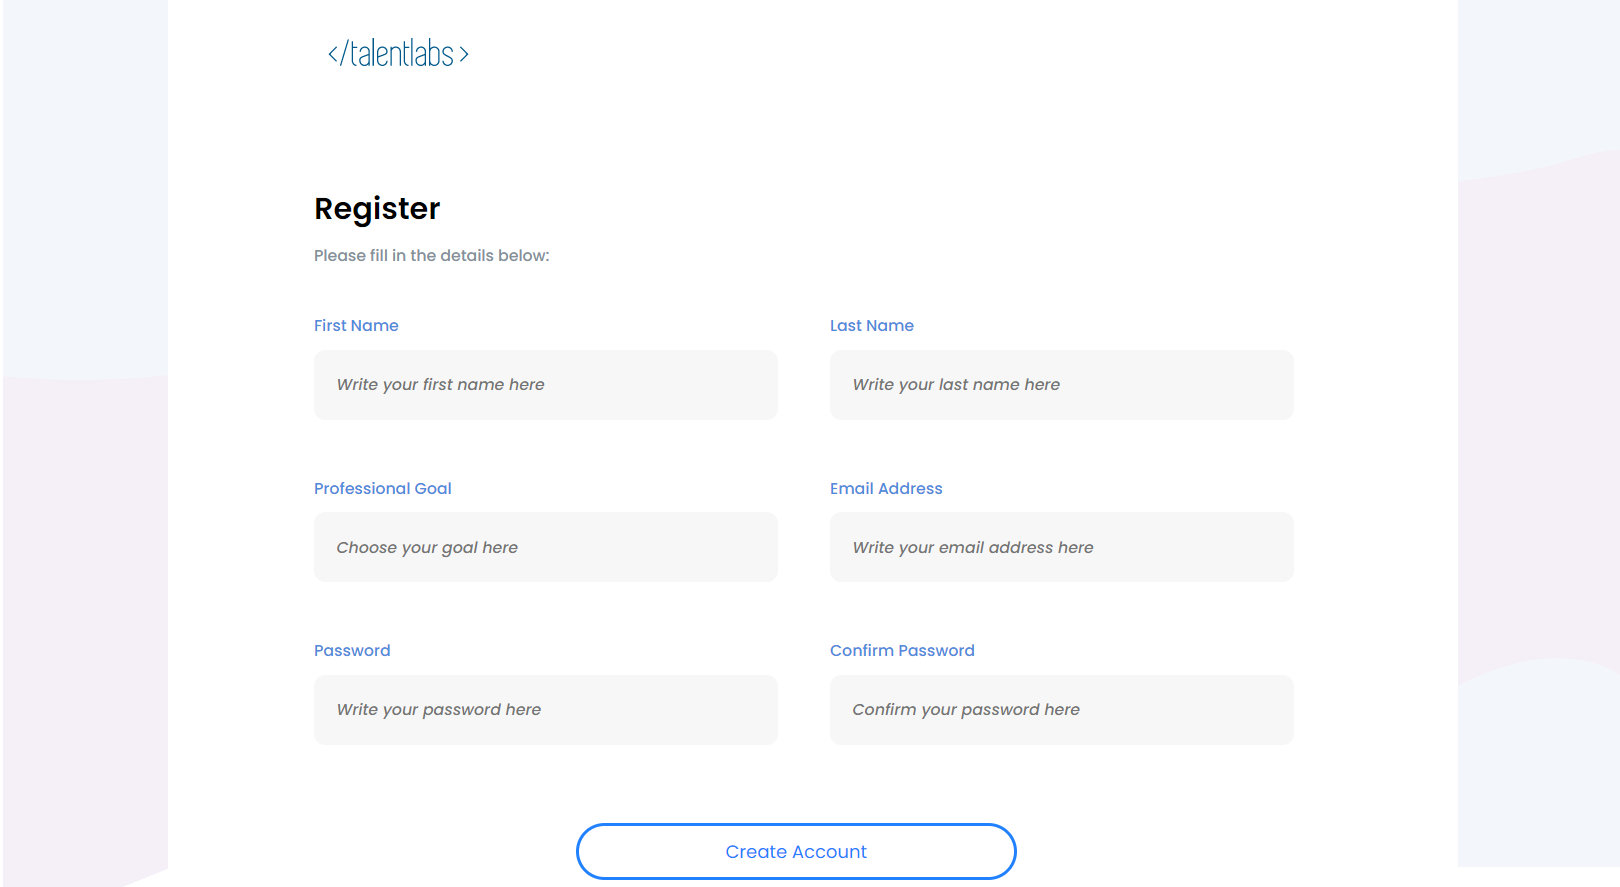 </talentlabs>
Register
Please fill in the details below:
First Name
Last Name
Write your first name here
Write your last name here
Professional Goal
Email Address
Choose your goal here
Write your email address here
Password
Confirm Password
Write your password here
Confirm your password here
Create Account